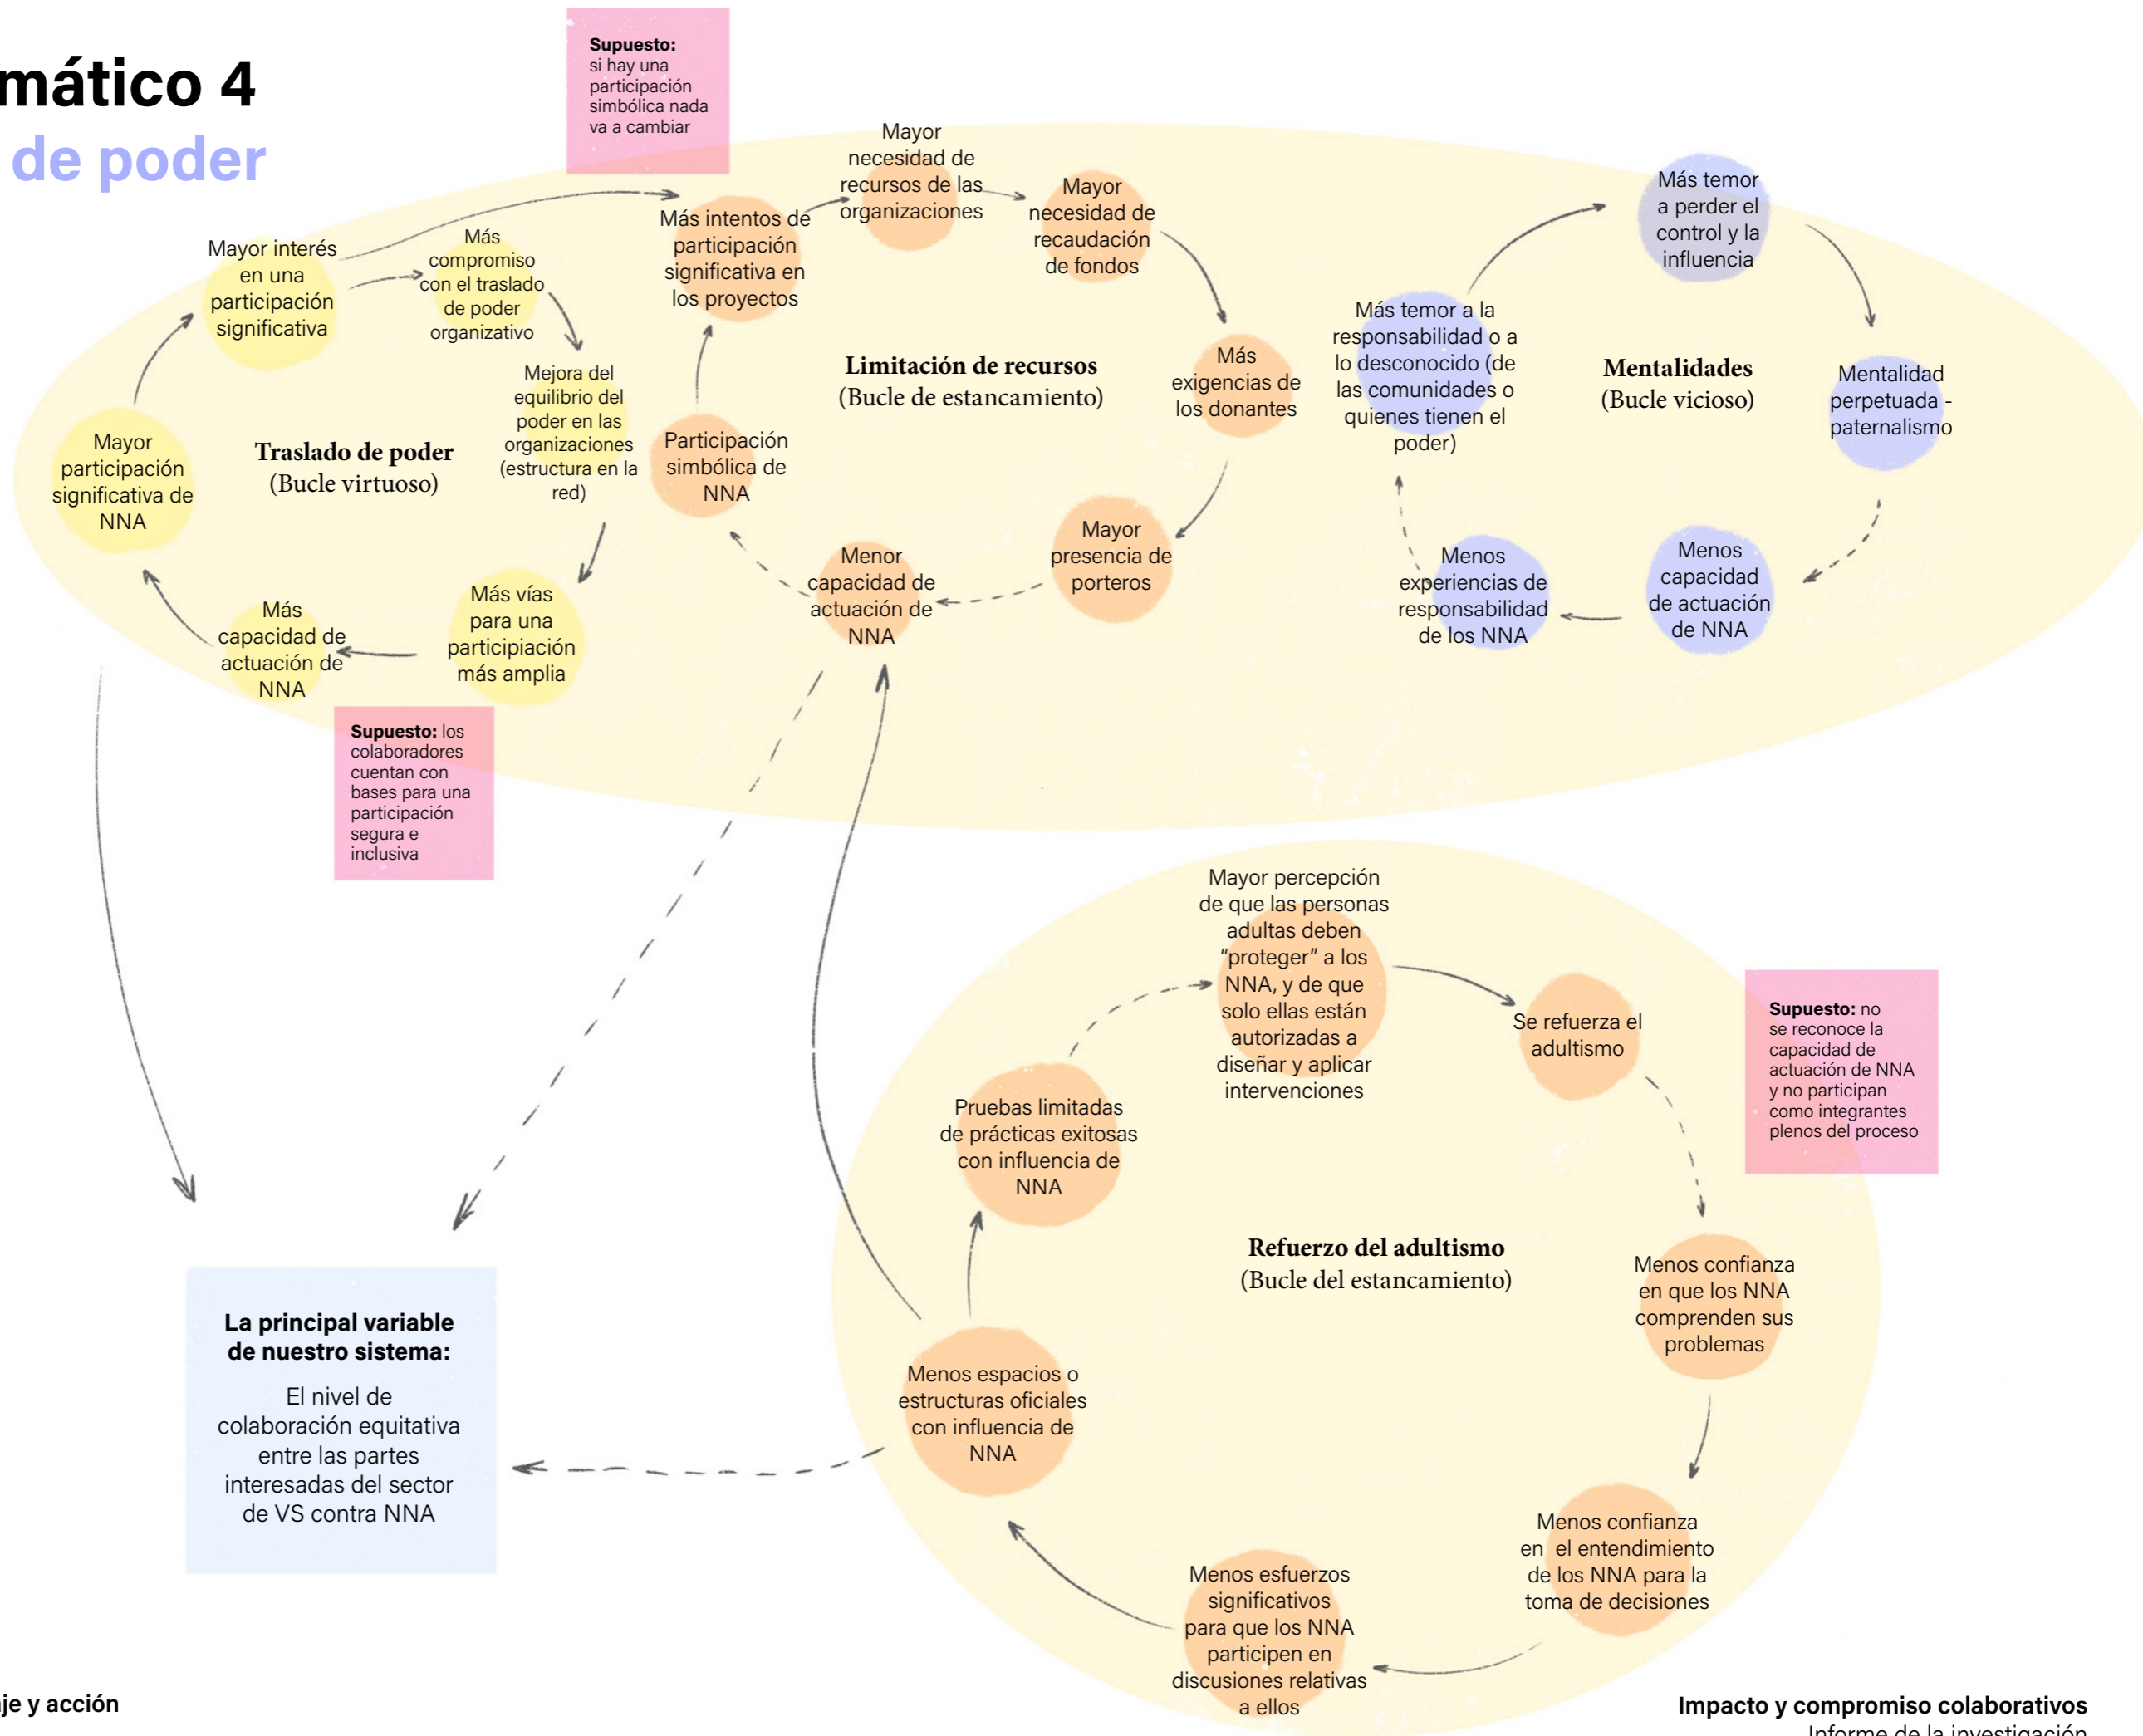 mático 4
de poder
Supuesto:
si hay una
participación
simbólica nada
va a cambiar
Mayor interés
en una
participación
significativa
Más
compromiso
con el traslado
de poder
organizativo
Mejora del
equilibrio del
poder en las
organizaciones
(estructura en la
red)
Más vías
para una
participiación
más amplia
Más
capacidad de
actuación de
NNA
Mayor
participación
significativa de
NNA
Traslado de poder
(Bucle virtuoso)
Supuesto: los
colaboradores
cuentan con
bases para una
participación
segura e
inclusiva
Más intentos de
participación
significativa en
los proyectos
Mayor
necesidad de
recursos de las
organizaciones
Mayor
necesidad de
recaudación
de fondos
Más
exigencias de
los donantes
Mayor
presencia de
porteros
Menor
capacidad de
actuación de
NNA
Participación
simbólica de
NNA
Limitación de recursos
(Bucle de estancamiento)
Más temor a la
responsabilidad o a
lo desconocido (de
las comunidades o
quienes tienen el
poder)
Más temor
a perder el
control y la
influencia
Mentalidad
perpetuada -
paternalismo
Menos
capacidad
de actuación
de NNA
Menos
experiencias de
responsabilidad
de los NNA
Mentalidades
(Bucle vicioso)
Mayor percepción
de que las personas
adultas deben
“proteger” a los
NNA, y de que
solo ellas están
autorizadas a
diseñar y aplicar
intervenciones
Se refuerza el
adultismo
Supuesto: no
se reconoce la
capacidad de
actuación de NNA
y no participan
como integrantes
plenos del proceso
Menos confianza
en que los NNA
comprenden sus
problemas
Menos confianza
en el entendimiento
de los NNA para la
toma de decisiones
Menos esfuerzos
significativos
para que los NNA
participen en
discusiones relativas
a ellos
Menos espacios o
estructuras oficiales
con influencia de
NNA
Pruebas limitadas
de prácticas exitosas
con influencia de
NNA
Refuerzo del adultismo
(Bucle del estancamiento)
La principal variable
de nuestro sistema:
El nivel de
colaboración equitativa
entre las partes
interesadas del sector
de VS contra NNA
je y acción
Impacto y compromiso colaborativos
Informe de la investigación